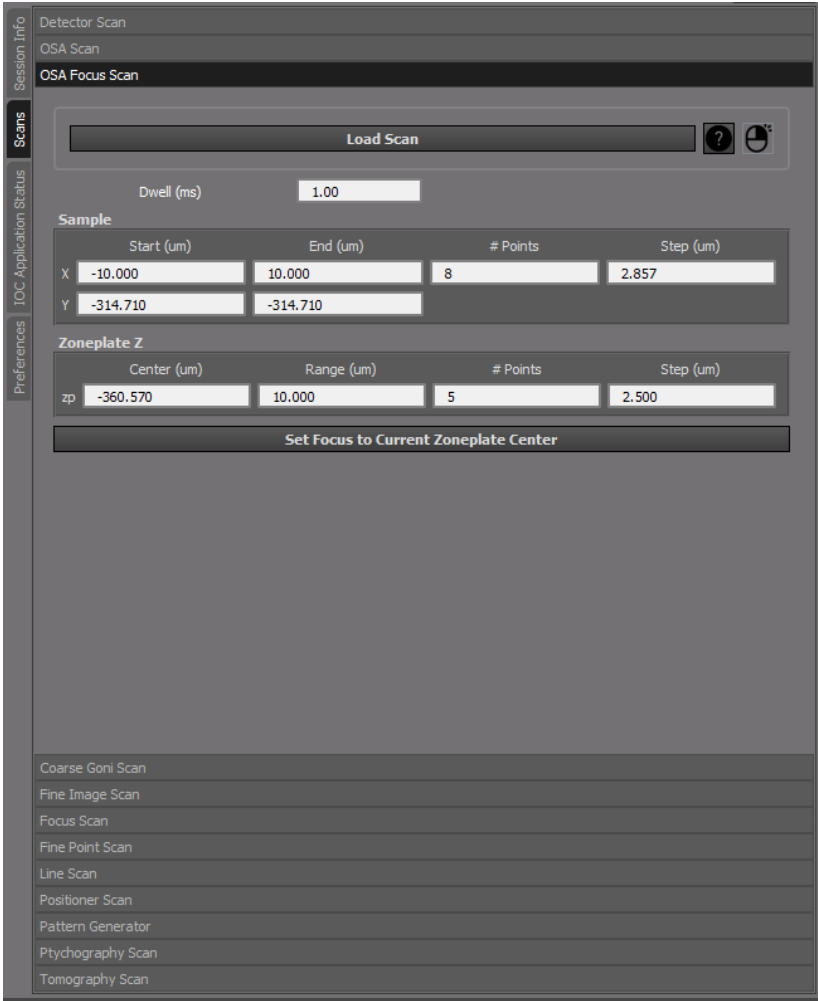 Session Info
Scans
IOC Application Status
Preferences
Detector Scan
OSA Scan
OSA Focus Scan
Load Scan ?
Dwell (ms) 1.00
Sample
Start (um) End (um) # Points Step (um)
X -10.000 10.000 8 2.857
Y -314.710 -314.710
Zoneplate Z
Center (um) Range (um) # Points Step (um)
zp -360.570 10.000 5 2.500
Set Focus to Current Zoneplate Center
Coarse Goni Scan
Fine Image Scan
Focus Scan
Fine Point Scan
Line Scan
Positioner Scan
Pattern Generator
Ptychography Scan
Tomography Scan